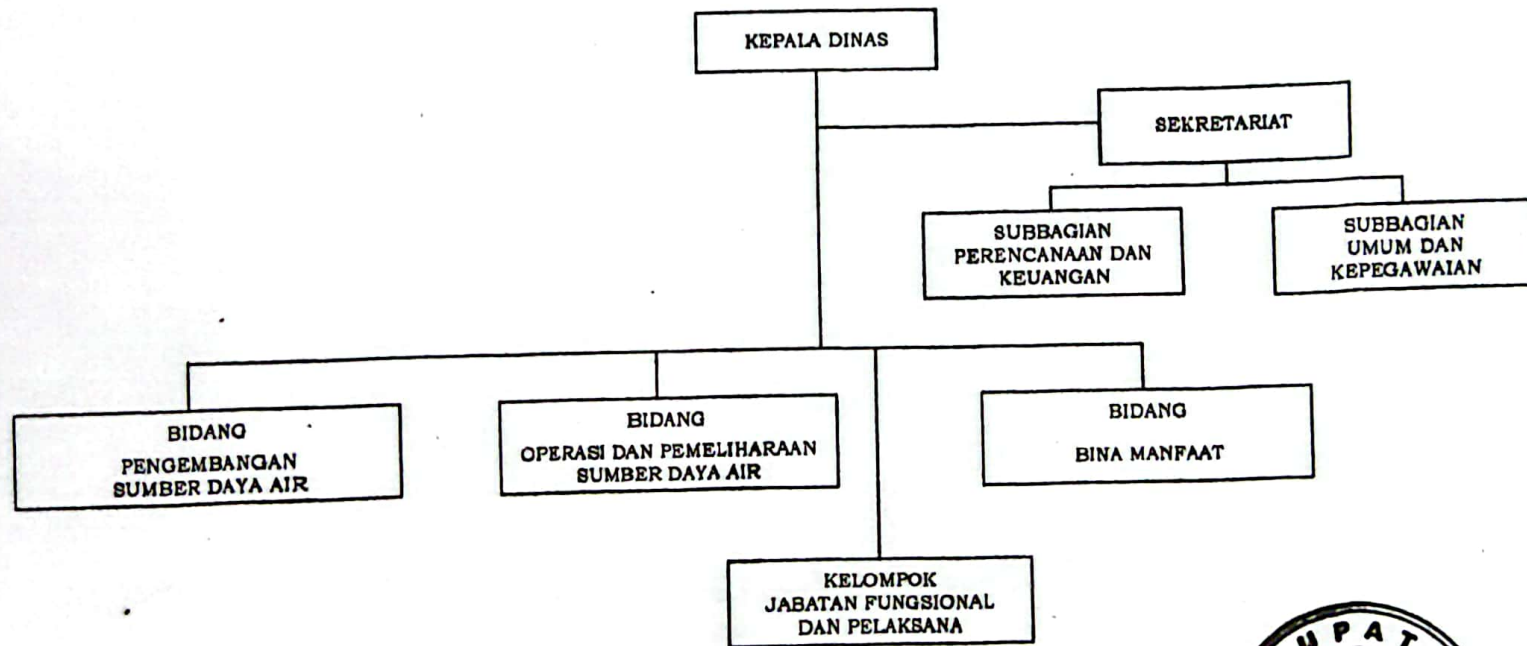 KEPALA DINAS
SEKRETARIAT
SUBBAGIAN
PERENCANAAN DAN
KEUANGAN
SUBBAGIAN
UMUM DAN
KEPEGAWAIAN
BIDANG
PENGEMBANGAN
SUMBER DAYA AIR
BIDANG
OPERASI DAN PEMELIHARAAN
SUMBER DAYA AIR
BIDANG
BINA MANFAAT
KELOMPOK
JABATAN FUNGSIONAL
DAN PELAKSANA
UPAT